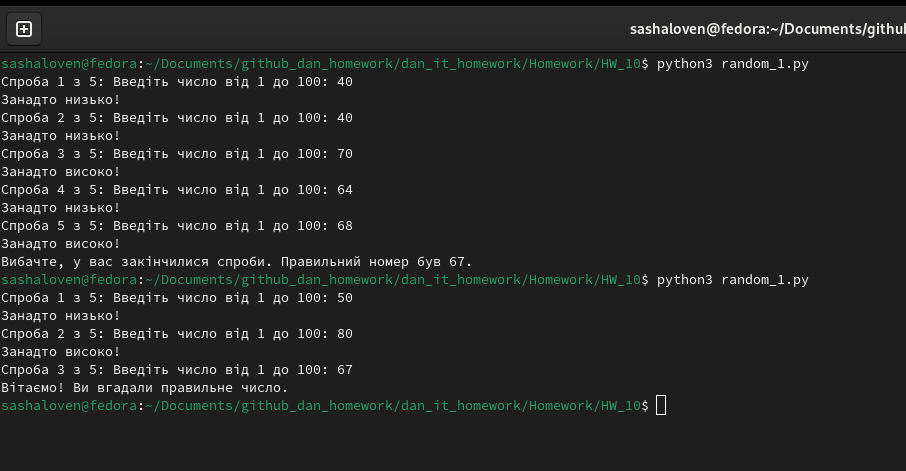 sashaloven@fedora:~/Documents/githu
sashaloven@fedora:~/Documents/github_dan_homework/dan_it_homework/Homework/HW_10$ python3 random_1.py
Спроба 1 з 5: Введіть число від 1 до 100: 40
Занадто низько!
Спроба 2 з 5: Введіть число від 1 до 100: 40
Занадто низько!
Спроба 3 з 5: Введіть число від 1 до 100: 70
Занадто високо!
Спроба 4 з 5: Введіть число від 1 до 100: 64
Занадто низько!
Спроба 5 з 5: Введіть число від 1 до 100: 68
Занадто високо!
Вибачте, у вас закінчилися спроби. Правильний номер був 67.
sashaloven@fedora:~/Documents/github_dan_homework/dan_it_homework/Homework/HW_10$ python3 random_1.py
Спроба 1 з 5: Введіть число від 1 до 100: 50
Занадто низько!
Спроба 2 з 5: Введіть число від 1 до 100: 80
Занадто високо!
Спроба 3 з 5: Введіть число від 1 до 100: 67
Вітаємо! Ви вгадали правильне число.
sashaloven@fedora:~/Documents/github_dan_homework/dan_it_homework/Homework/HW_10$